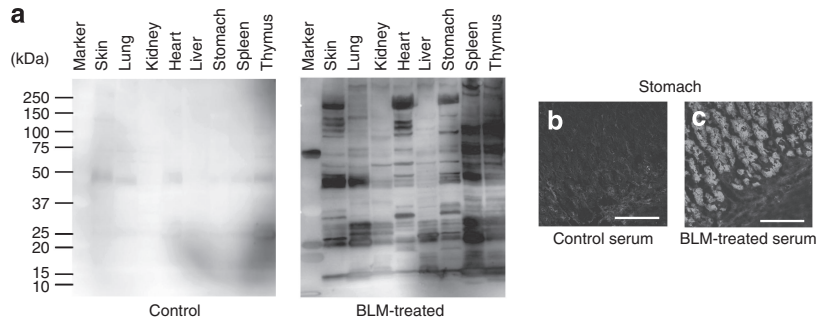 a
(kDa)
Marker
Skin
Lung
Kidney
Heart
Liver
Stomach
Spleen
Thymus
Marker
Skin
Lung
Kidney
Heart
Liver
Stomach
Spleen
Thymus
250
150
100
75
50
37
25
20
15
10
Control
BLM-treated
Stomach
b
c
Control serum
BLM-treated serum